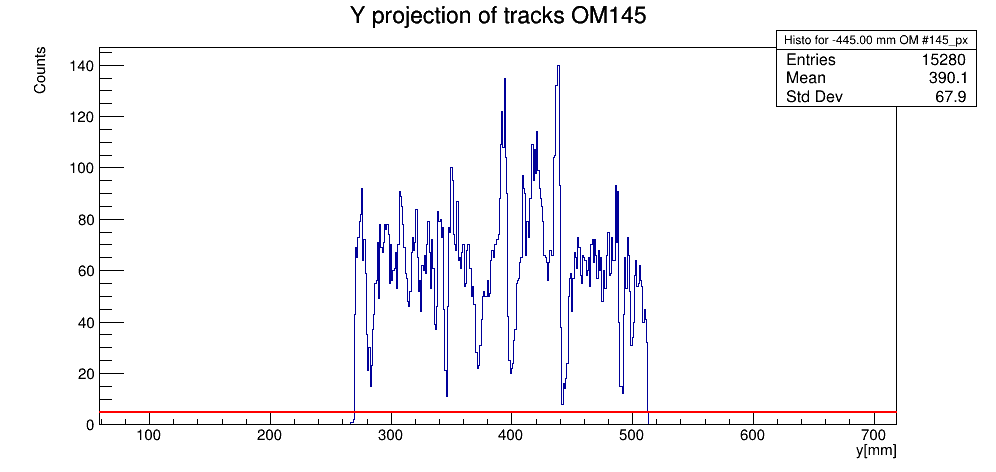 Y projection of tracks OM145
Histo for -445.00 mm OM #145_px
Entries 15280
Mean 390.1
Std Dev 67.9
Counts
140
120
100
80
60
40
20
0
100 200 300 400 500 600 700
y[mm]